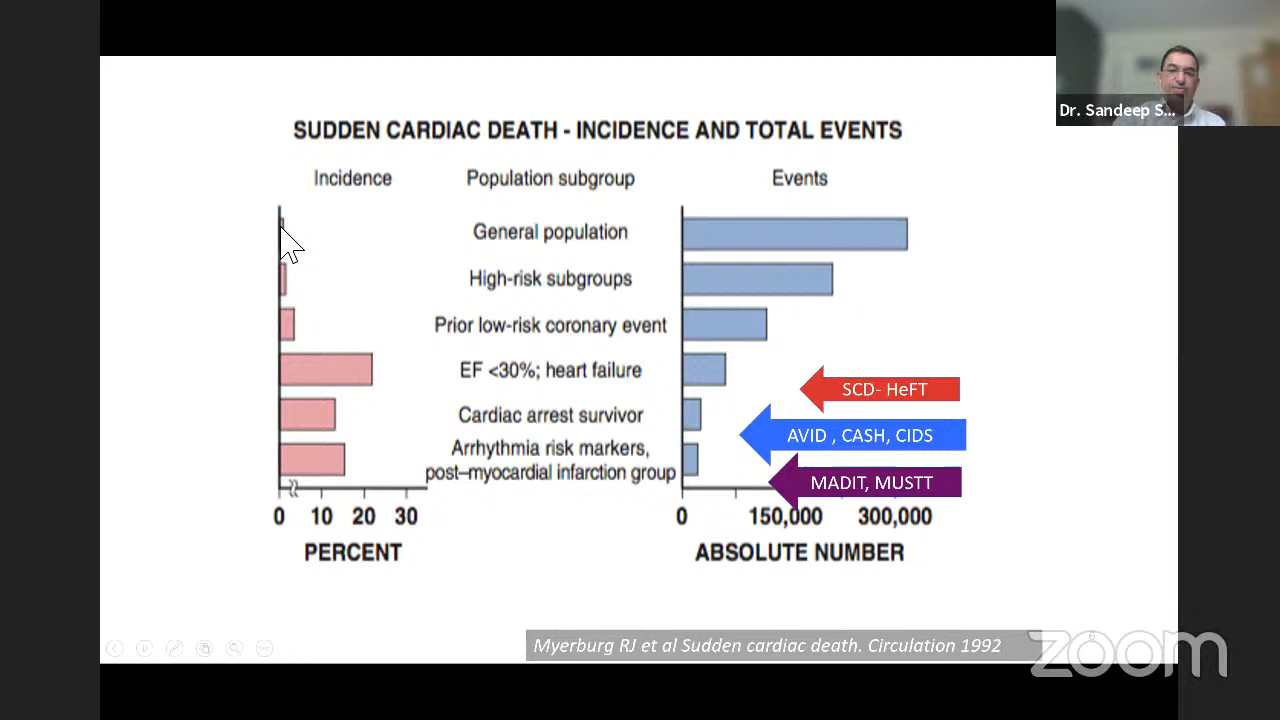 Dr. Sandeep S...
SUDDEN CARDIAC DEATH - INCIDENCE AND TOTAL EVENTS
Incidence Population subgroup Events
General population
High-risk subgroups
Prior low-risk coronary event
EF <30%; heart failure
SCD- HeFT
Cardiac arrest survivor
AVID , CASH, CIDS
Arrhythmia risk markers,
post–myocardial infarction group
MADIT, MUSTT
0 10 20 30 0 150,000 300,000
PERCENT ABSOLUTE NUMBER
Myerburg RJ et al Sudden cardiac death. Circulation 1992
6
zoom